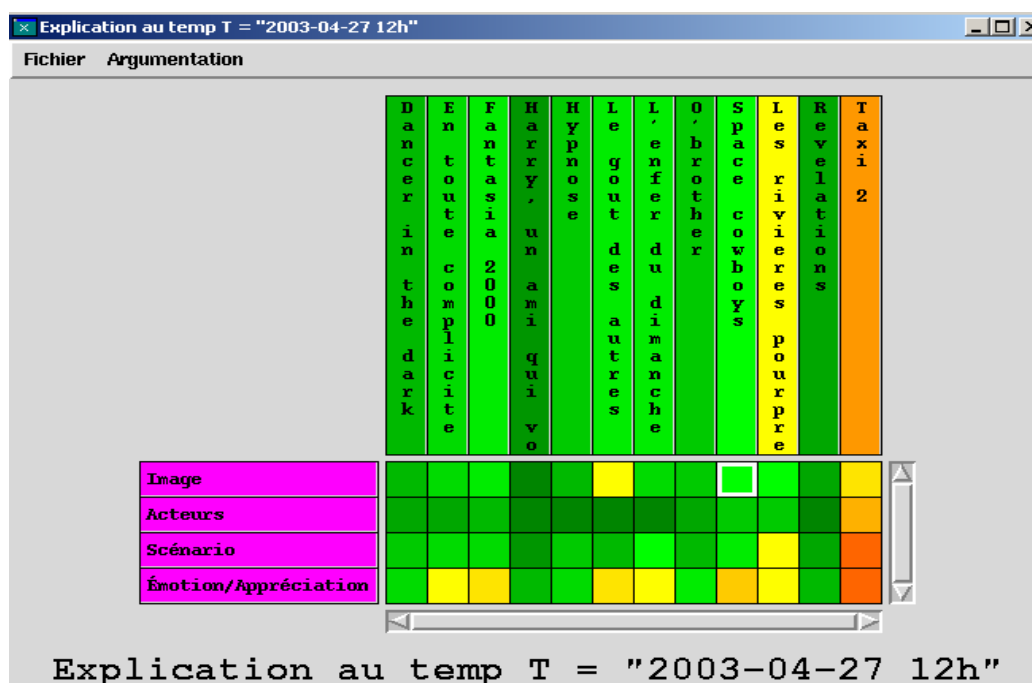 Explication au temp T = "2003-04-27 12h"
Fichier Argumentation
Dancer in the dark
En toute complicite
Fantasia 2000
Harry, un ami qui vo
Hypnose
Le gout des autres
L'enfer du dimanche
O'brother
Space cowboys
Les rivieres pourpre
Revelations
Taxi 2
Image
Acteurs
Scénario
Émotion/Appréciation
Explication au temp T = "2003-04-27 12h"